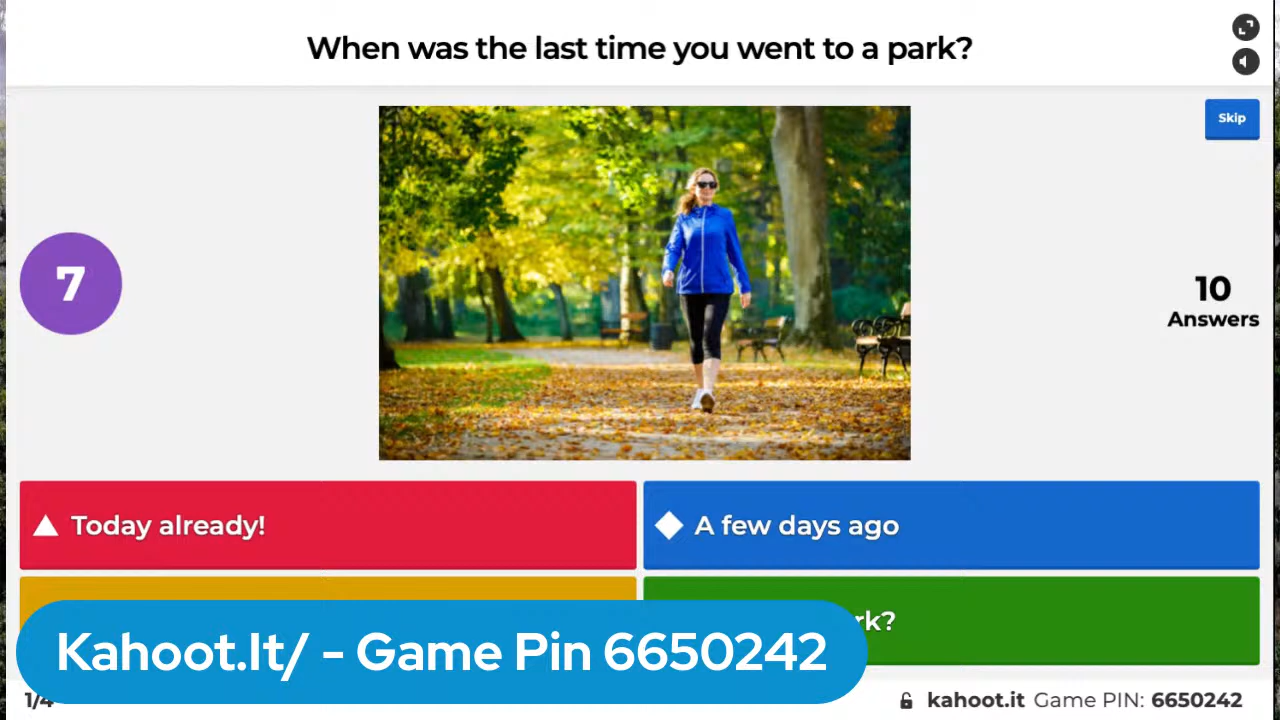 When was the last time you went to a park?
Skip
7
10
Answers
Today already!
A few days ago
rk?
Kahoot.It/ - Game Pin 6650242
1/4
kahoot.it Game PIN: 6650242